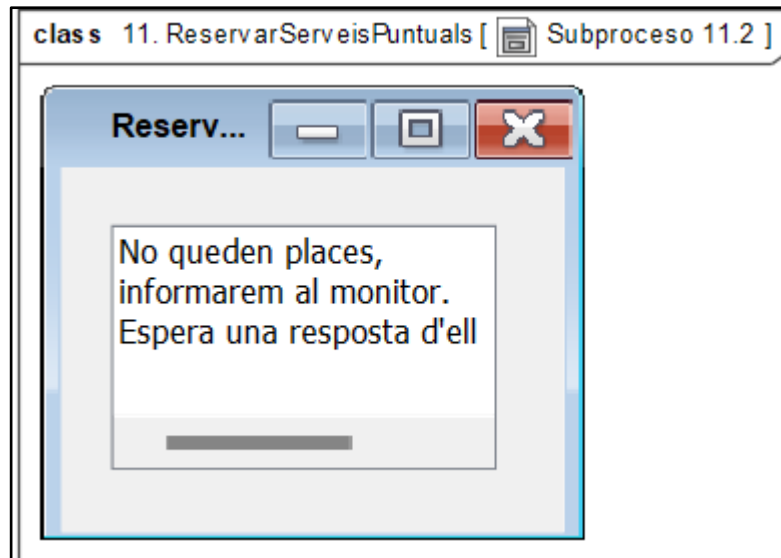 class 11. ReservarServeisPuntuals [ Subproceso 11.2 ]
Reserv...
No queden places,
informarem al monitor.
Espera una resposta d'ell